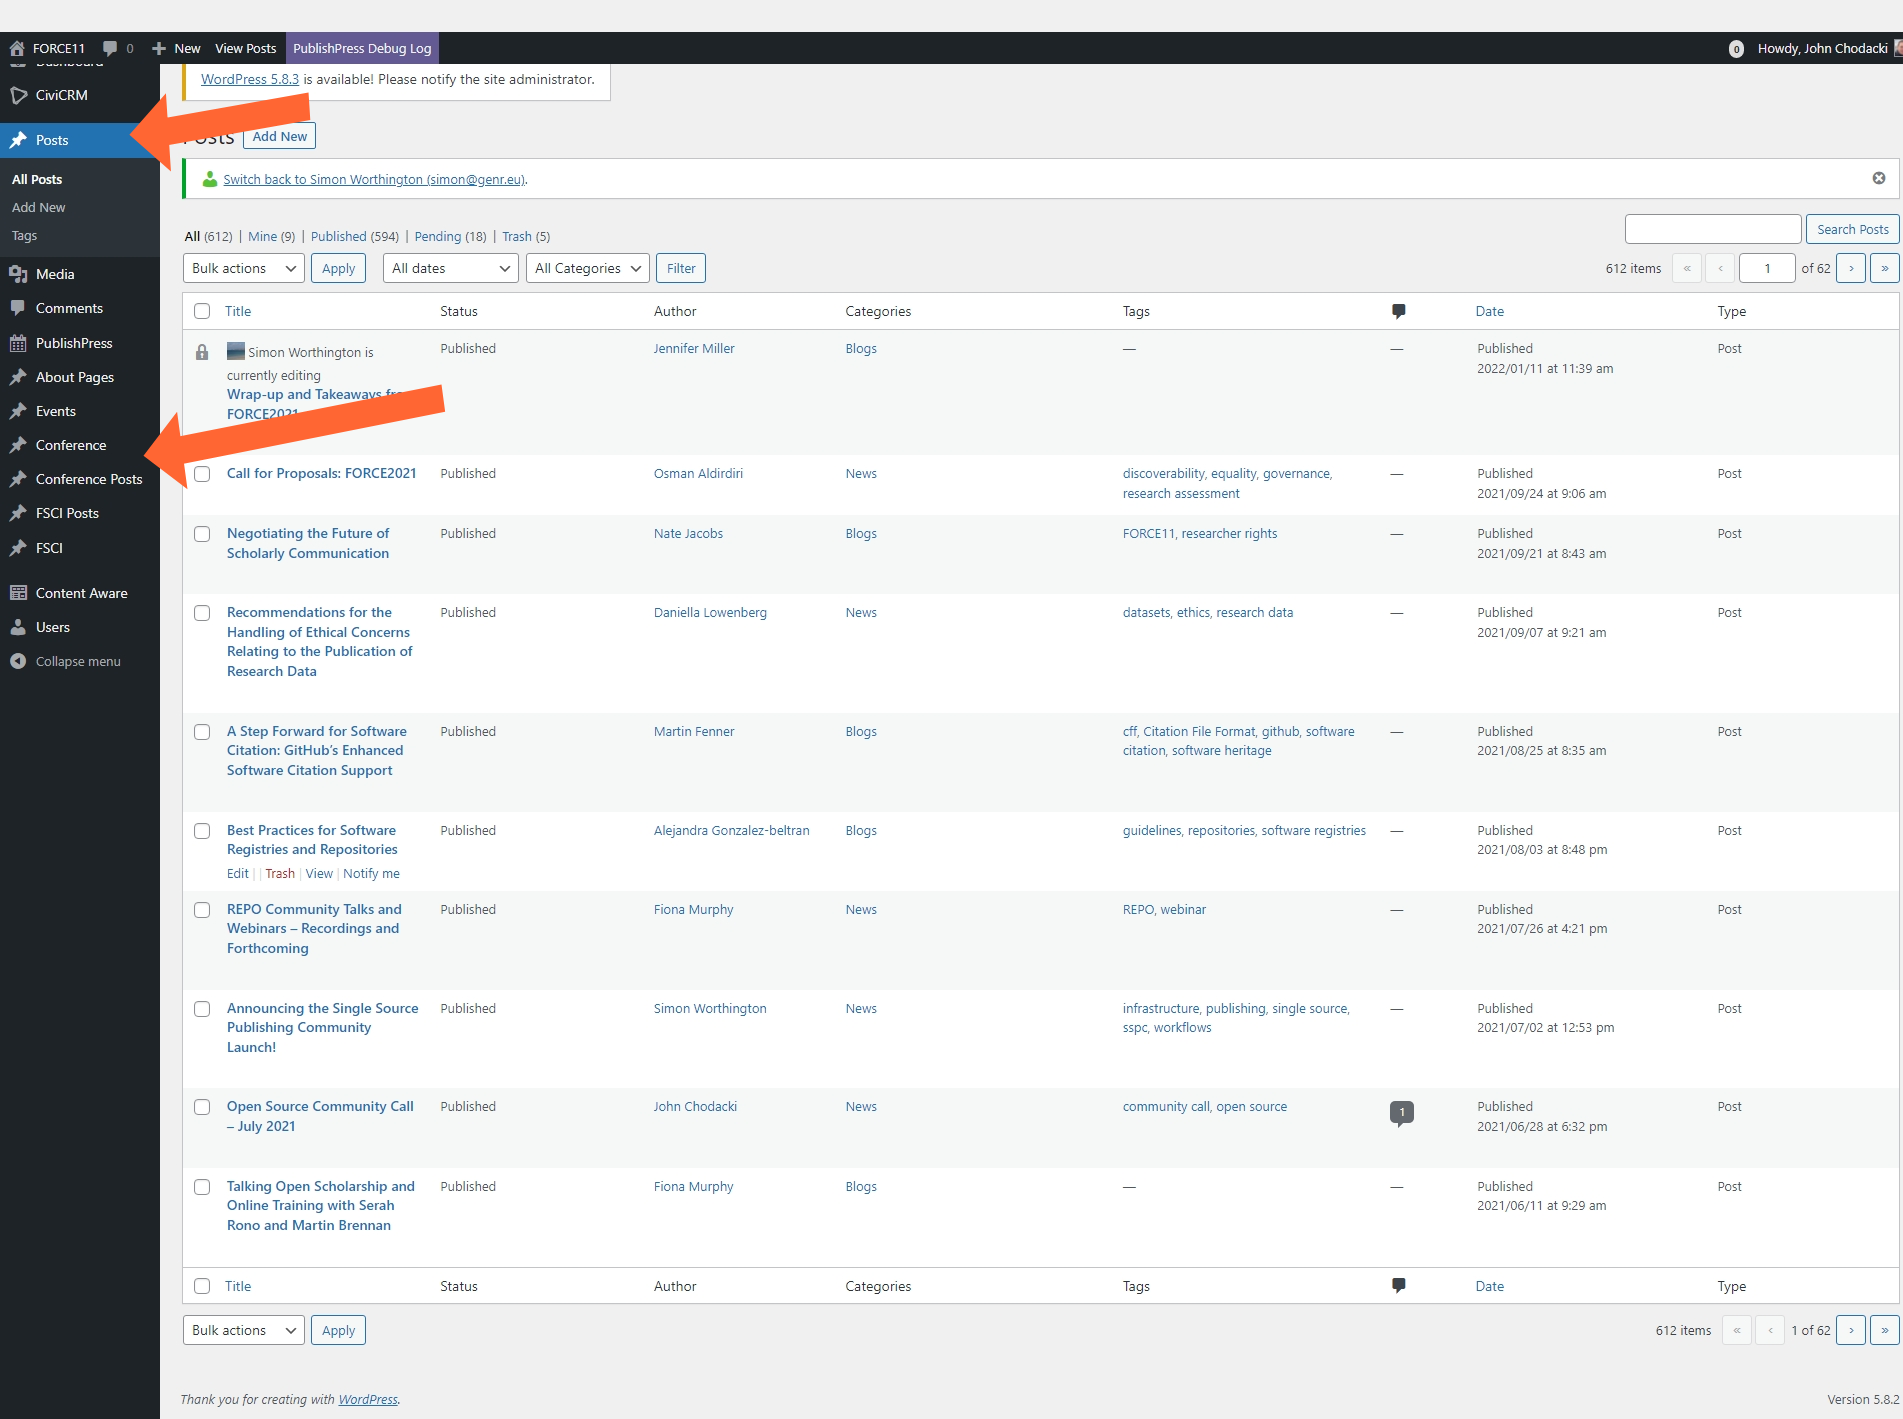 FORCE11 0 New View Posts PublishPress Debug Log 0 Howdy, John Chodacki
Dashboard
WordPress 5.8.3 is available! Please notify the site administrator.
CiviCRM
Posts
Posts Add New
All Posts
Add New
Tags
Media
Comments
PublishPress
About Pages
Events
Conference
Conference Posts
FSCI Posts
FSCI
Content Aware
Users
Collapse menu
Switch back to Simon Worthington (simon@genr.eu).
All (612) | Mine (9) | Published (594) | Pending (18) | Trash (5)
Search Posts
Bulk actions Apply All dates All Categories Filter
612 items « ‹ 1 of 62 › »
Title Status Author Categories Tags Date Type
Simon Worthington is
currently editing
Wrap-up and Takeaways
FORCE2021
Published Jennifer Miller Blogs — — Published
2022/01/11 at 11:39 am
Post
Call for Proposals: FORCE2021
Published Osman Aldirdiri News
discoverability, equality, governance,
research assessment
— Published
2021/09/24 at 9:06 am
Post
Negotiating the Future of
Scholarly Communication
Published Nate Jacobs Blogs
FORCE11, researcher rights
— Published
2021/09/21 at 8:43 am
Post
Recommendations for the
Handling of Ethical Concerns
Relating to the Publication of
Research Data
Published Daniella Lowenberg News
datasets, ethics, research data
— Published
2021/09/07 at 9:21 am
Post
A Step Forward for Software
Citation: GitHub’s Enhanced
Software Citation Support
Published Martin Fenner Blogs
cff, Citation File Format, github, software
citation, software heritage
— Published
2021/08/25 at 8:35 am
Post
Best Practices for Software
Registries and Repositories
Edit | | Trash | View | Notify me
Published Alejandra Gonzalez-beltran Blogs
guidelines, repositories, software registries
— Published
2021/08/03 at 8:48 pm
Post
REPO Community Talks and
Webinars – Recordings and
Forthcoming
Published Fiona Murphy News
REPO, webinar
— Published
2021/07/26 at 4:21 pm
Post
Announcing the Single Source
Publishing Community
Launch!
Published Simon Worthington News
infrastructure, publishing, single source,
sspc, workflows
— Published
2021/07/02 at 12:53 pm
Post
Open Source Community Call
– July 2021
Published John Chodacki News
community call, open source
1 Published
2021/06/28 at 6:32 pm
Post
Talking Open Scholarship and
Online Training with Serah
Rono and Martin Brennan
Published Fiona Murphy Blogs — — Published
2021/06/11 at 9:29 am
Post
Title Status Author Categories Tags Date Type
Bulk actions Apply
612 items « ‹ 1 of 62 › »
Thank you for creating with WordPress.
Version 5.8.2